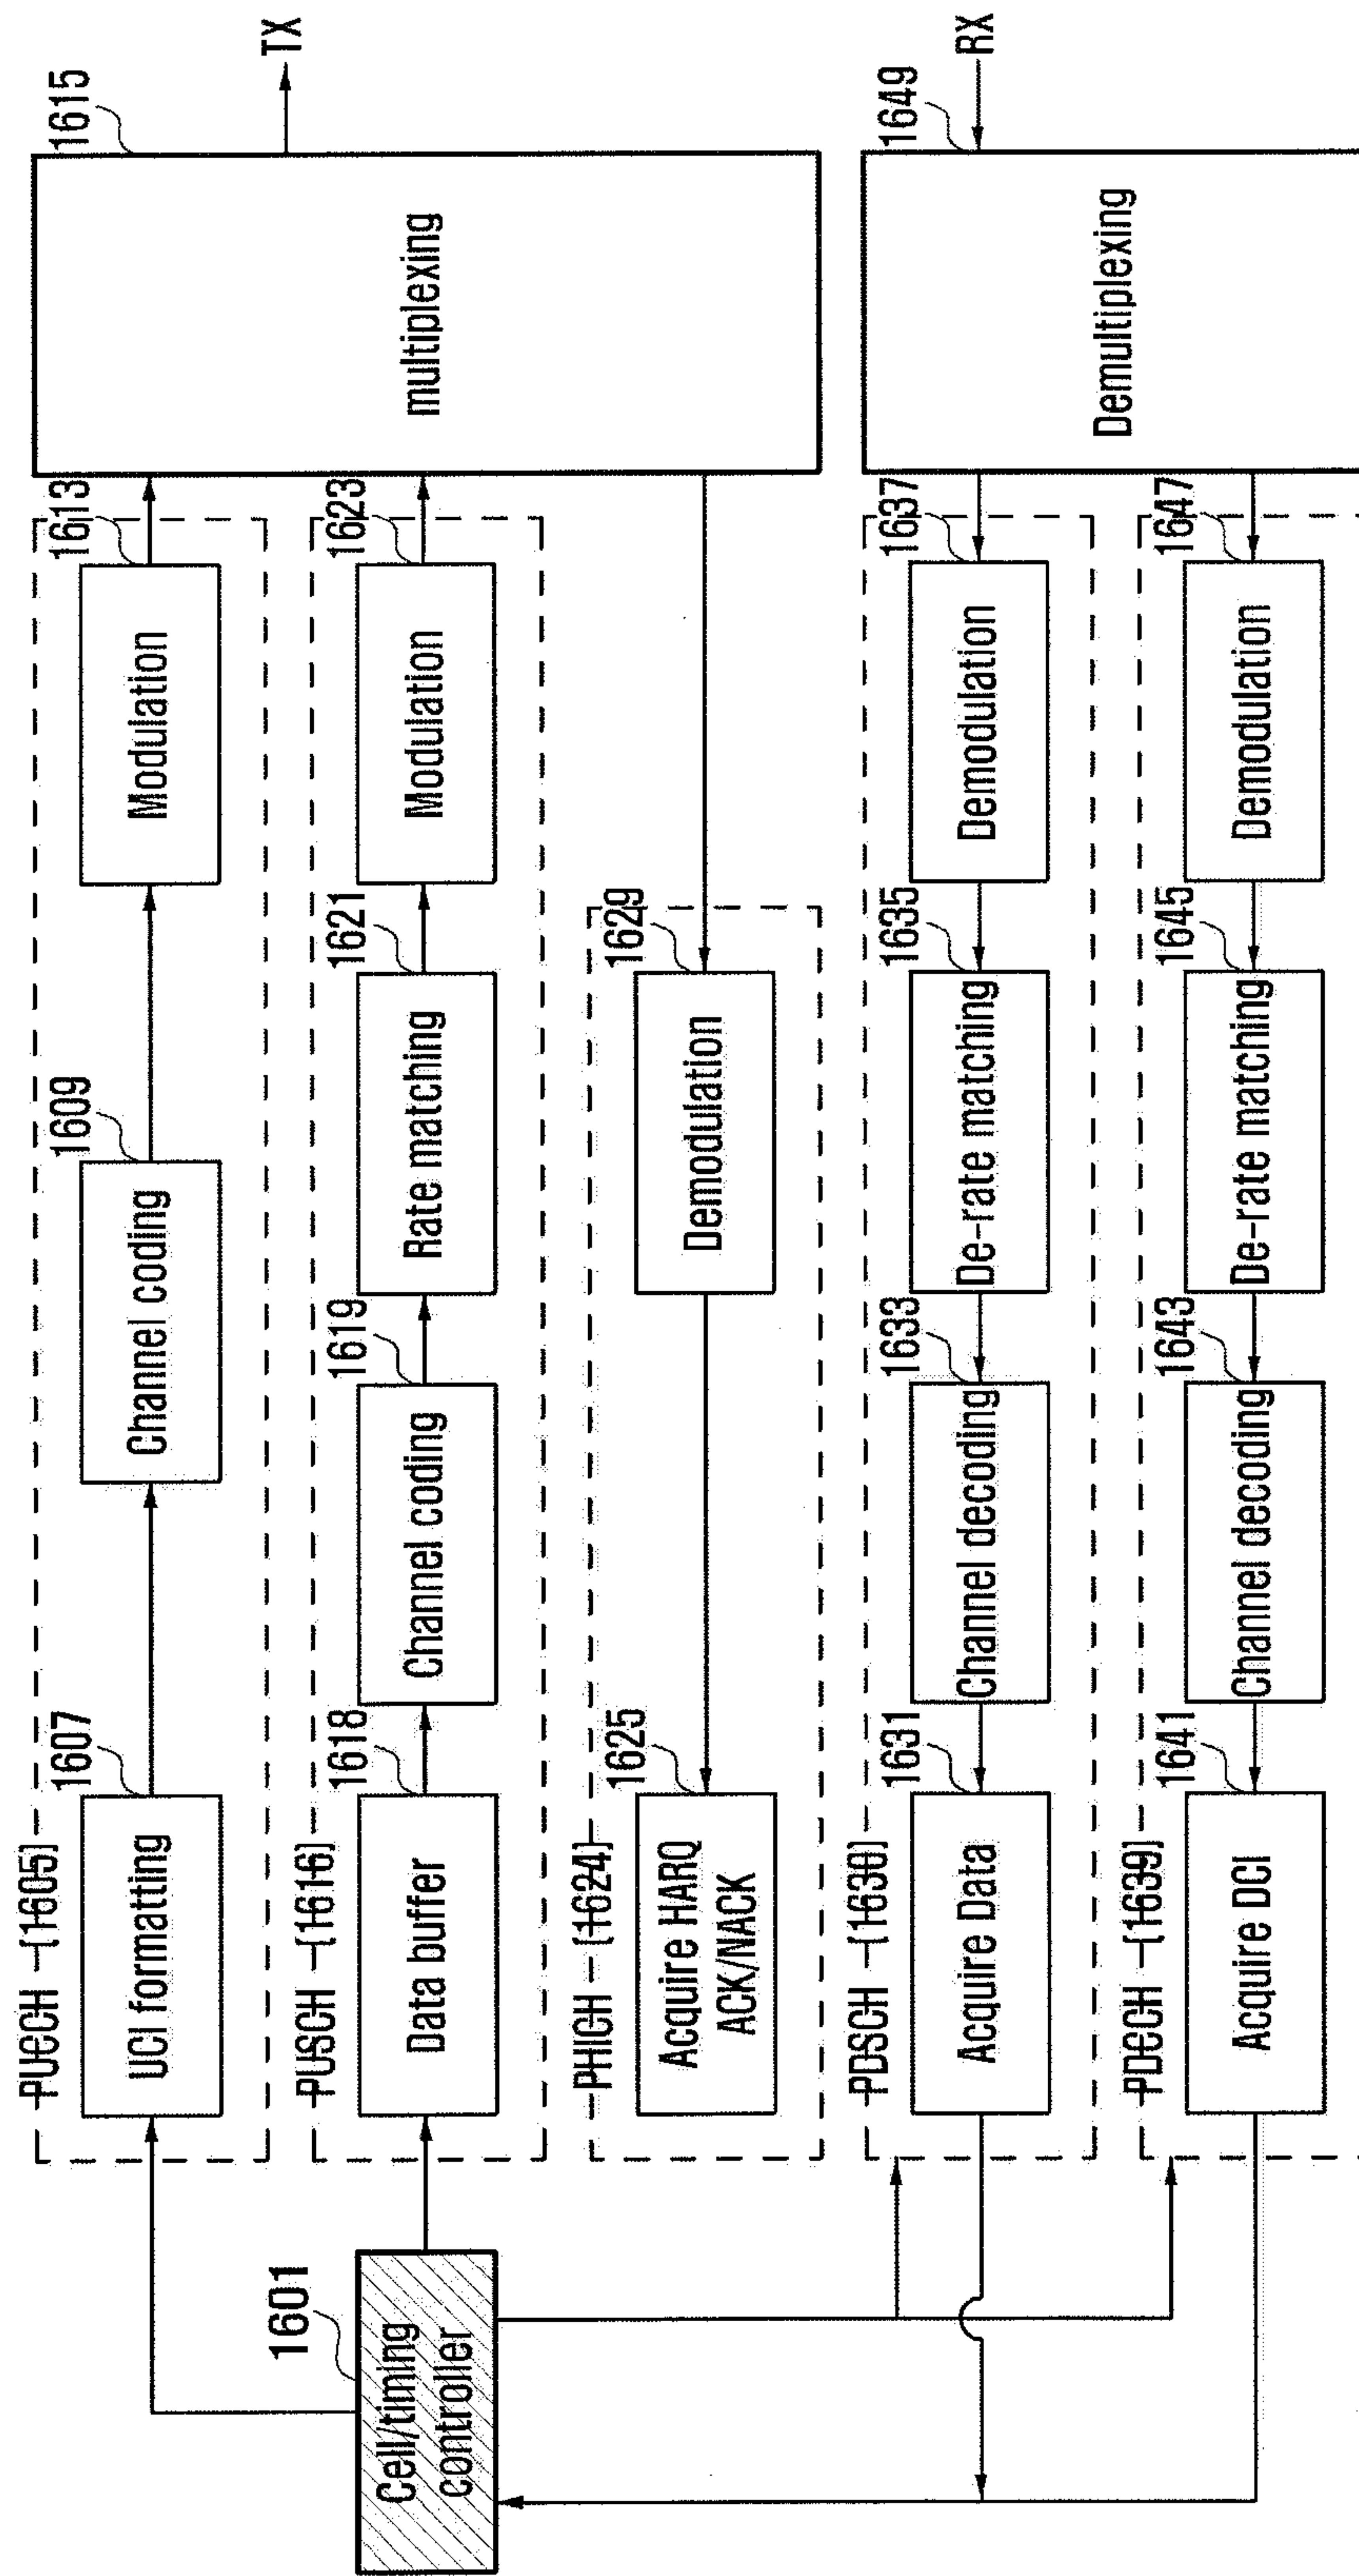 PUCCH (1605)
1607
UCI formatting
1609
Channel coding
1613
Modulation
1615
multiplexing
TX
PUSCH (1616)
1618
Data buffer
1619
Channel coding
1621
Rate matching
1623
Modulation
1601
Cell/timing
controller
PHICH (1624)
1625
Acquire HARQ
ACK/NACK
1629
Demodulation
PDSCH (1630)
1631
Acquire Data
1633
Channel decoding
1635
De-rate matching
1637
Demodulation
1649
Demultiplexing
RX
PDCCH (1639)
1641
Acquire DCI
1643
Channel decoding
1645
De-rate matching
1647
Demodulation